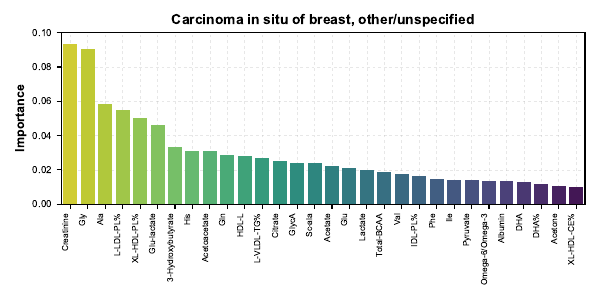 Carcinoma in situ of breast, other/unspecified
Importance
0.10
0.08
0.06
0.04
0.02
0.00
Creatinine
Gly
Ala
L-LDL-PL%
XL-HDL-PL%
Glu-lactate
3-Hydroxybutyrate
His
Acetoacetate
Gln
HDL-L
L-VLDL-TG%
Citrate
GlycA
Soela
Acetate
Glu
Lactate
Total-BCAA
Val
IDL-PL%
Phe
Ile
Pyruvate
Omega-6/Omega-3
Albumin
DHA
DHA%
Acetone
XL-HDL-CE%